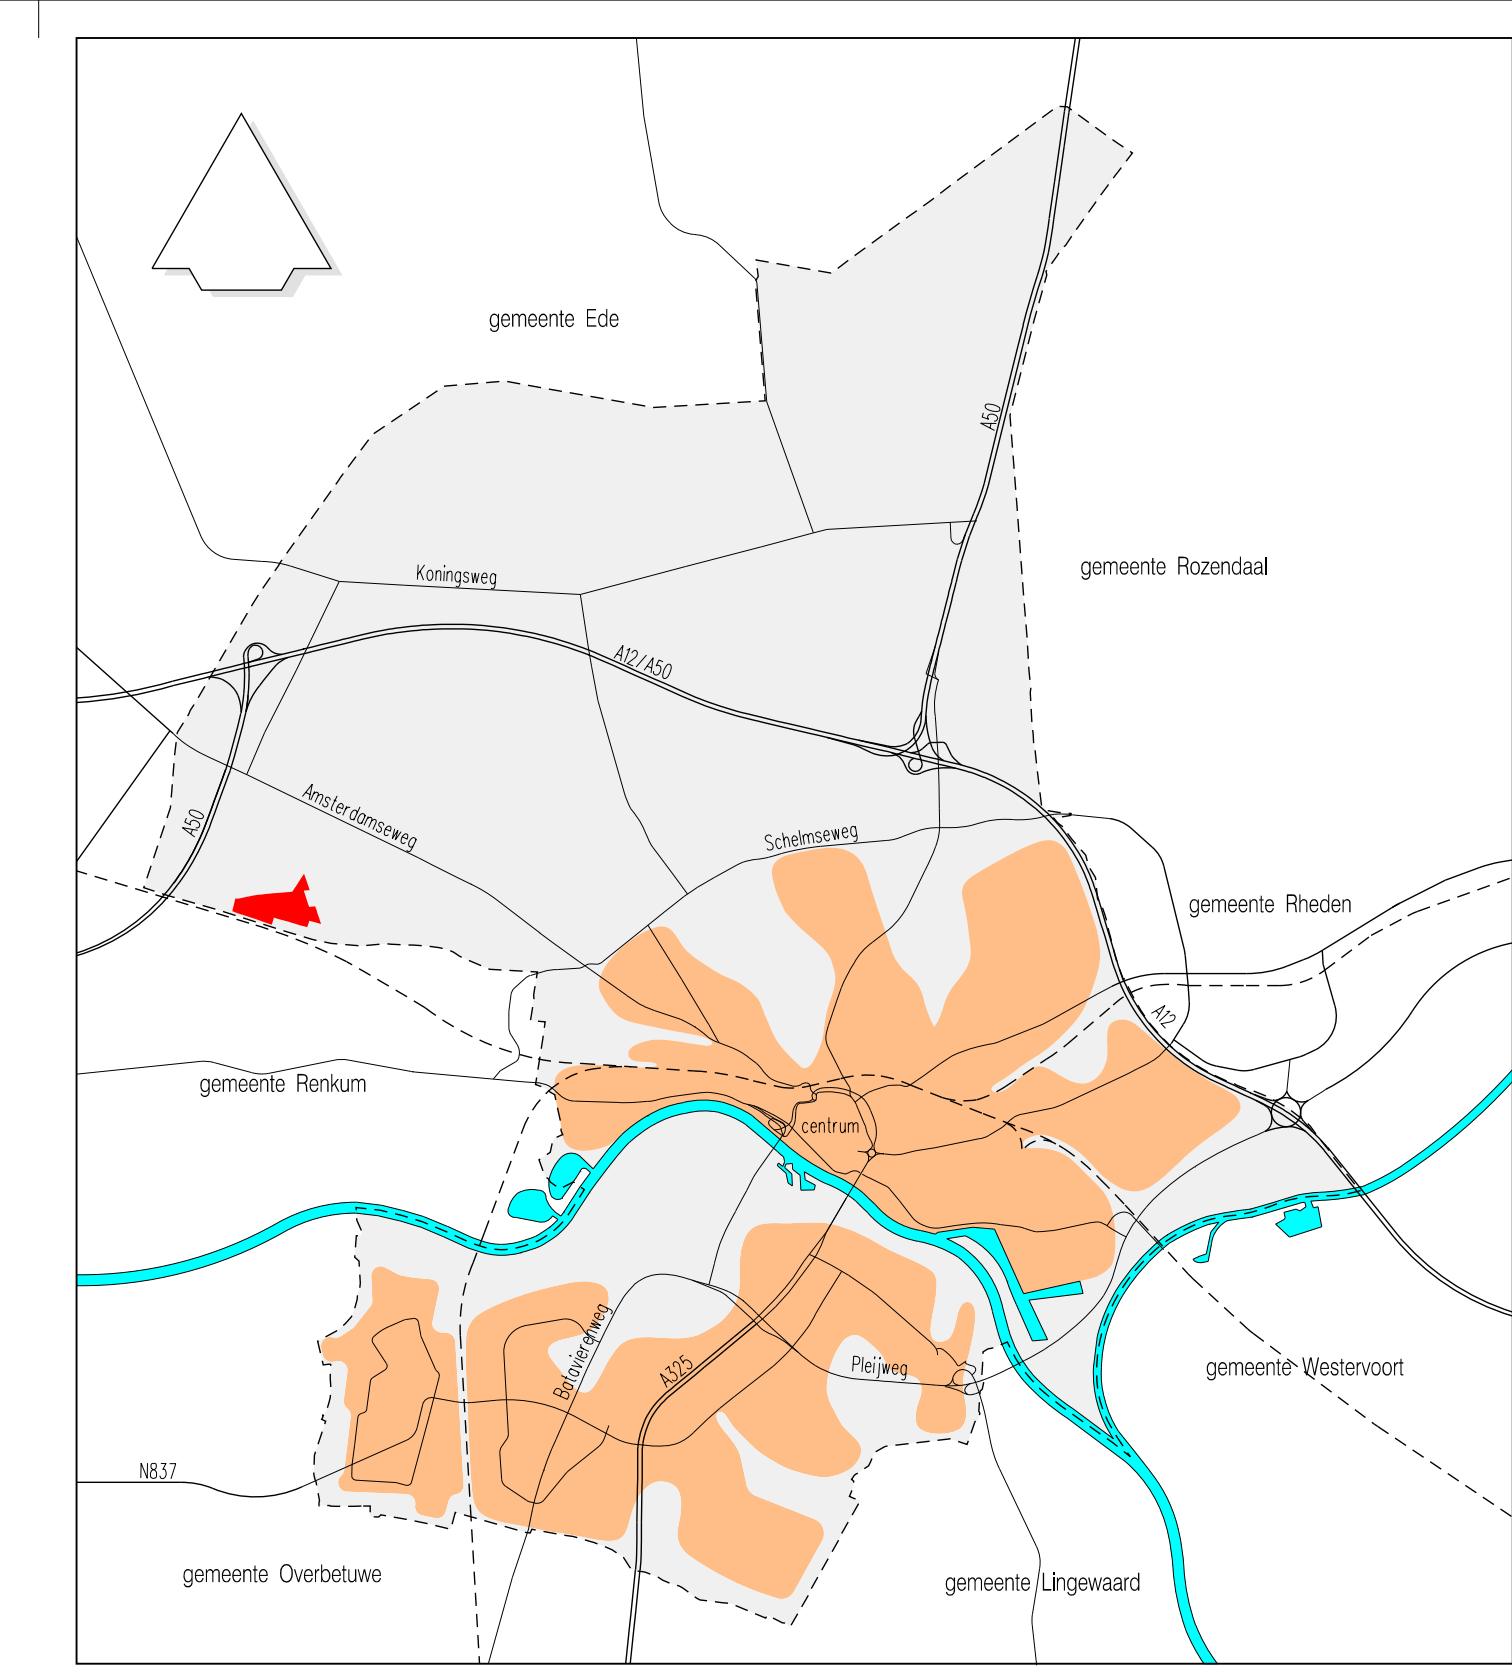 gemeente Ede
A50
gemeente Rozendaal
Koningsweg
A12/A50
Amsterdamseweg
A50
Schelmseweg
gemeente Rheden
A12
gemeente Renkum
centrum
Batavierenweg
A325
Pleijweg
gemeente Westervoort
N837
gemeente Overbetuwe
gemeente Lingewaard